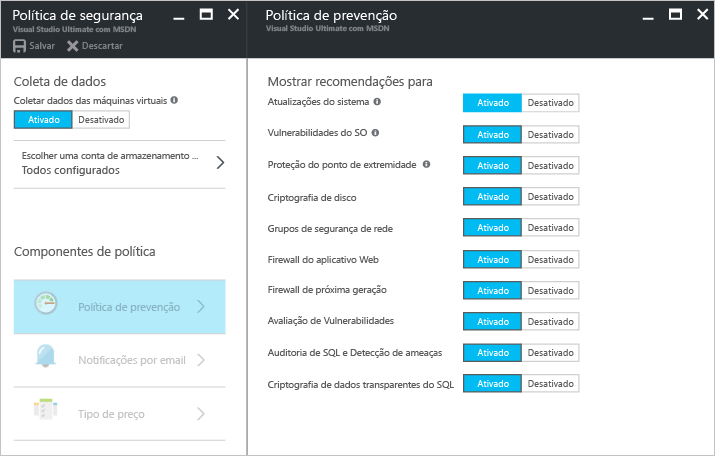 Política de segurança
Visual Studio Ultimate com MSDN
Salvar Descartar
Coleta de dados
Coletar dados das máquinas virtuais
Ativado Desativado
Escolher uma conta de armazenamento ...
Todos configurados
Componentes de política
Política de prevenção
Notificações por email
Tipo de preço
Política de prevenção
Visual Studio Ultimate com MSDN
Mostrar recomendações para
Atualizações do sistema Ativado Desativado
Vulnerabilidades do SO Ativado Desativado
Proteção do ponto de extremidade Ativado Desativado
Criptografia de disco Ativado Desativado
Grupos de segurança de rede Ativado Desativado
Firewall do aplicativo Web Ativado Desativado
Firewall de próxima geração Ativado Desativado
Avaliação de Vulnerabilidades Ativado Desativado
Auditoria de SQL e Detecção de ameaças Ativado Desativado
Criptografia de dados transparentes do SQL Ativado Desativado